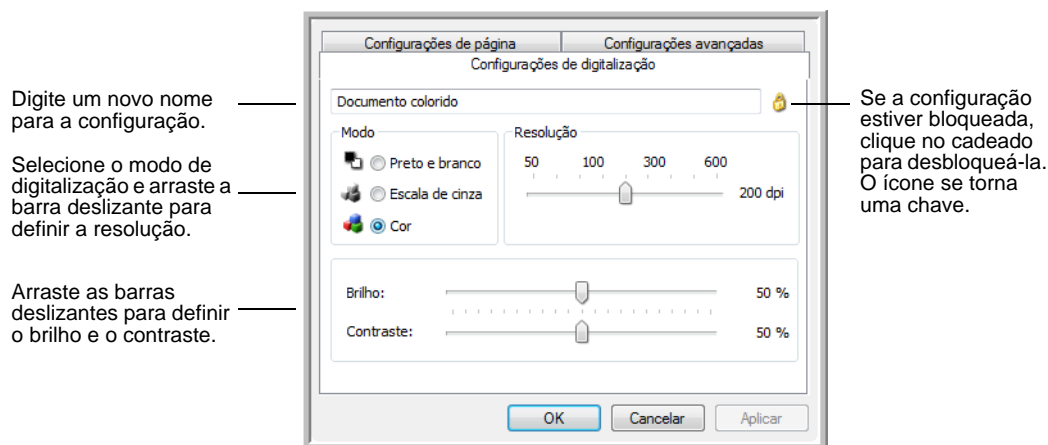 Configurações de página
Configurações avançadas
Configurações de digitalização
Digite um novo nome
para a configuração.
Documento colorido
Se a configuração
estiver bloqueada,
clique no cadeado
para desbloqueá-la.
O ícone se torna
uma chave.
Selecione o modo de
digitalização e arraste a
barra deslizante para
definir a resolução.
Modo
Preto e branco
Escala de cinza
Cor
Resolução
50 100 300 600
200 dpi
Arraste as barras
deslizantes para definir
o brilho e o contraste.
Brilho: 50 %
Contraste: 50 %
OK
Cancelar
Aplicar